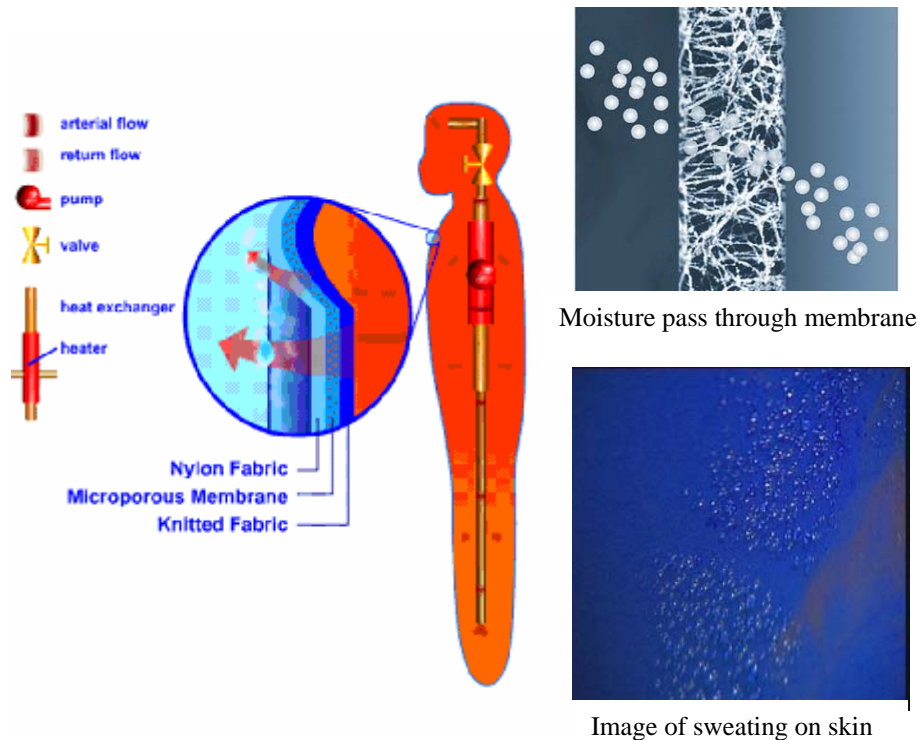 arterial flow
return flow
pump
valve
heat exchanger
heater
Nylon Fabric
Microporous Membrane
Knitted Fabric
Moisture pass through membrane
Image of sweating on skin